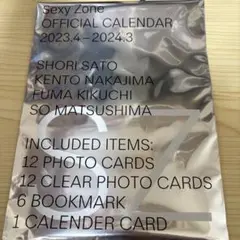 Sexy Zone
OFFICIAL CALENDAR
2023.4–2024.3
SHORI SATO
KENTO NAKAJIMA
FUMA KIKUCHI
SO MATSUSHIMA
INCLUDED ITEMS:
12 PHOTO CARDS
12 CLEAR PHOTO CARDS
6 BOOKMARK
1 CALENDER CARD